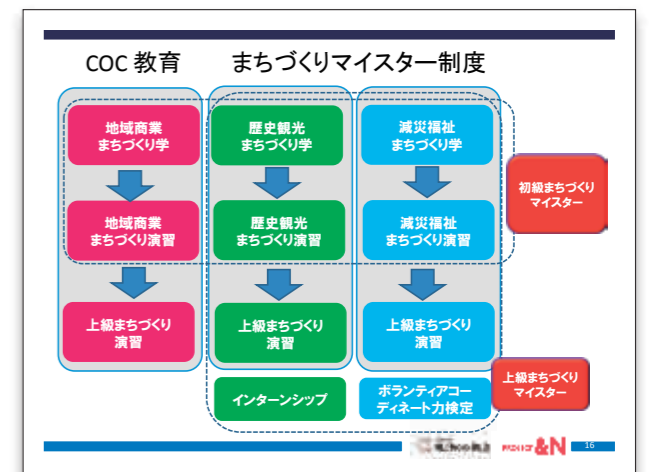 COC 教育 まちづくりマイスター制度
地域商業
まちづくり学
歴史観光
まちづくり学
減災福祉
まちづくり学
初級まちづくり
マイスター
地域商業
まちづくり演習
歴史観光
まちづくり演習
減災福祉
まちづくり演習
上級まちづくり
演習
上級まちづくり
演習
上級まちづくり
演習
インターンシップ
ボランティアコー
ディネート力検定
上級まちづくり
マイスター
&N
16